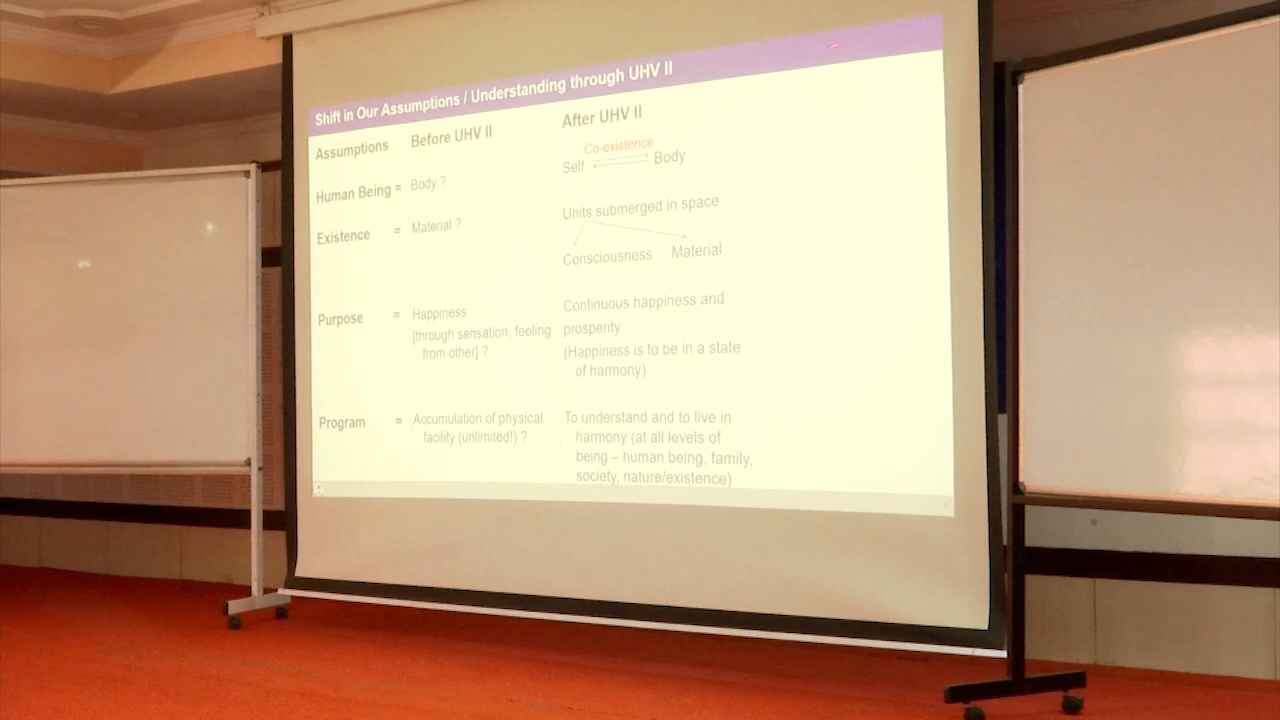 Shift in Our Assumptions / Understanding through UHV II
Assumptions Before UHV II After UHV II
Co-existence
Human Being = Body ? Self Body
Existence = Material ? Units submerged in space
Consciousness Material
Purpose = Happiness Continuous happiness and
[through sensation, feeling prosperity
from other] ? (Happiness is to be in a state
of harmony)
Program = Accumulation of physical To understand and to live in
facility (unlimited!) ? harmony (at all levels of
being – human being, family,
society, nature/existence)